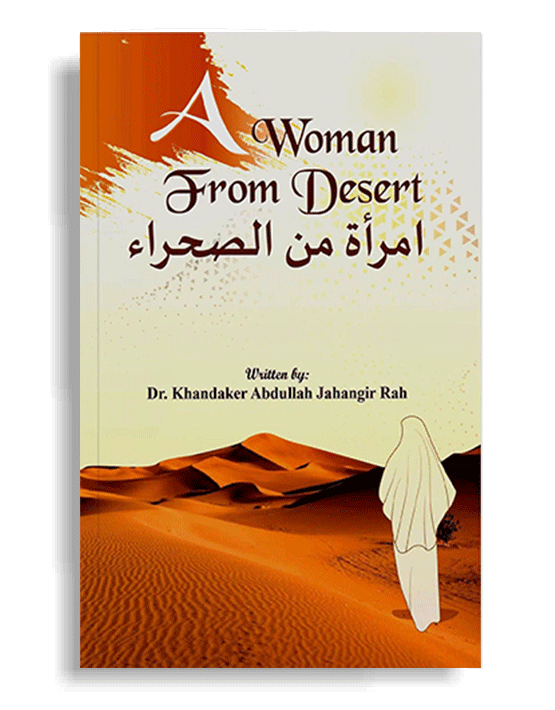 A Woman
From Desert
امرأة من الصحراء
Written by:
Dr. Khandaker Abdullah Jahangir Rah